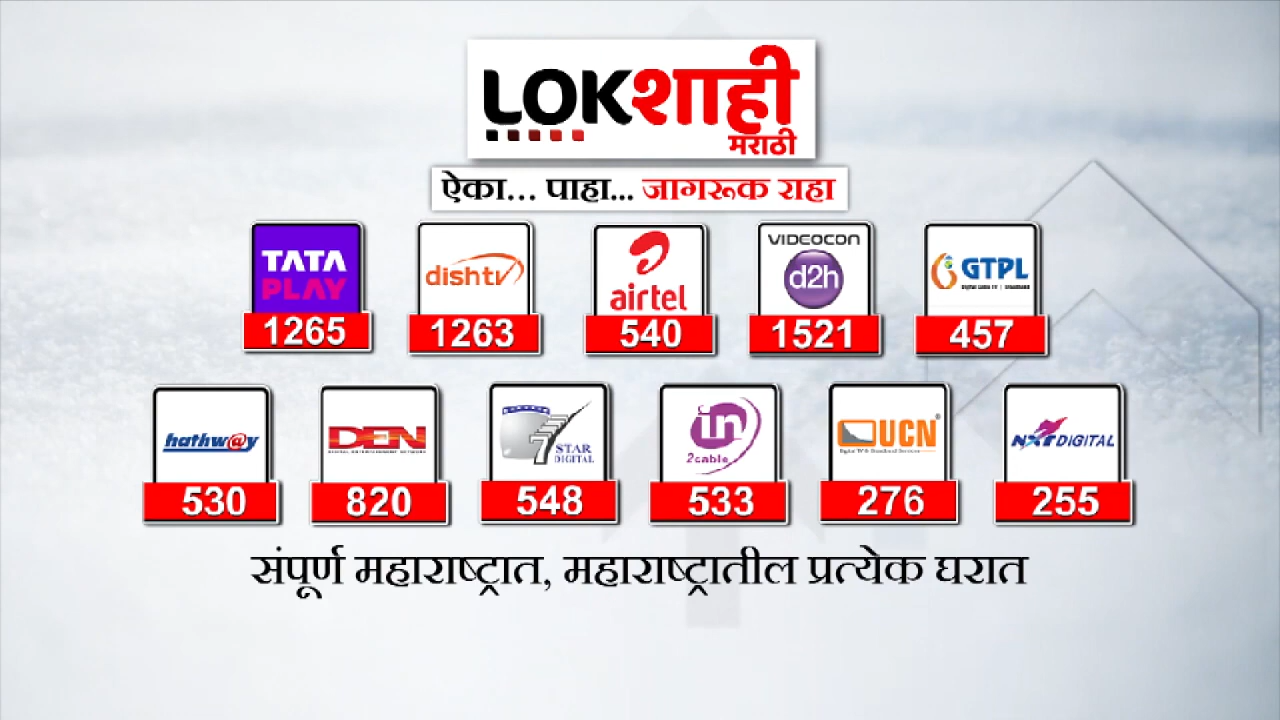 LOKशाही
मराठी
ऐका... पाहा... जागरूक राहा
TATA PLAY
dishtv
airtel
VIDEOCON d2h
GTPL
1265
1263
540
1521
457
hathw@y
DEN
7 STAR DIGITAL
in 2cable
UCN
NXT DIGITAL
530
820
548
533
276
255
संपूर्ण महाराष्ट्रात, महाराष्ट्रातील प्रत्येक घरात